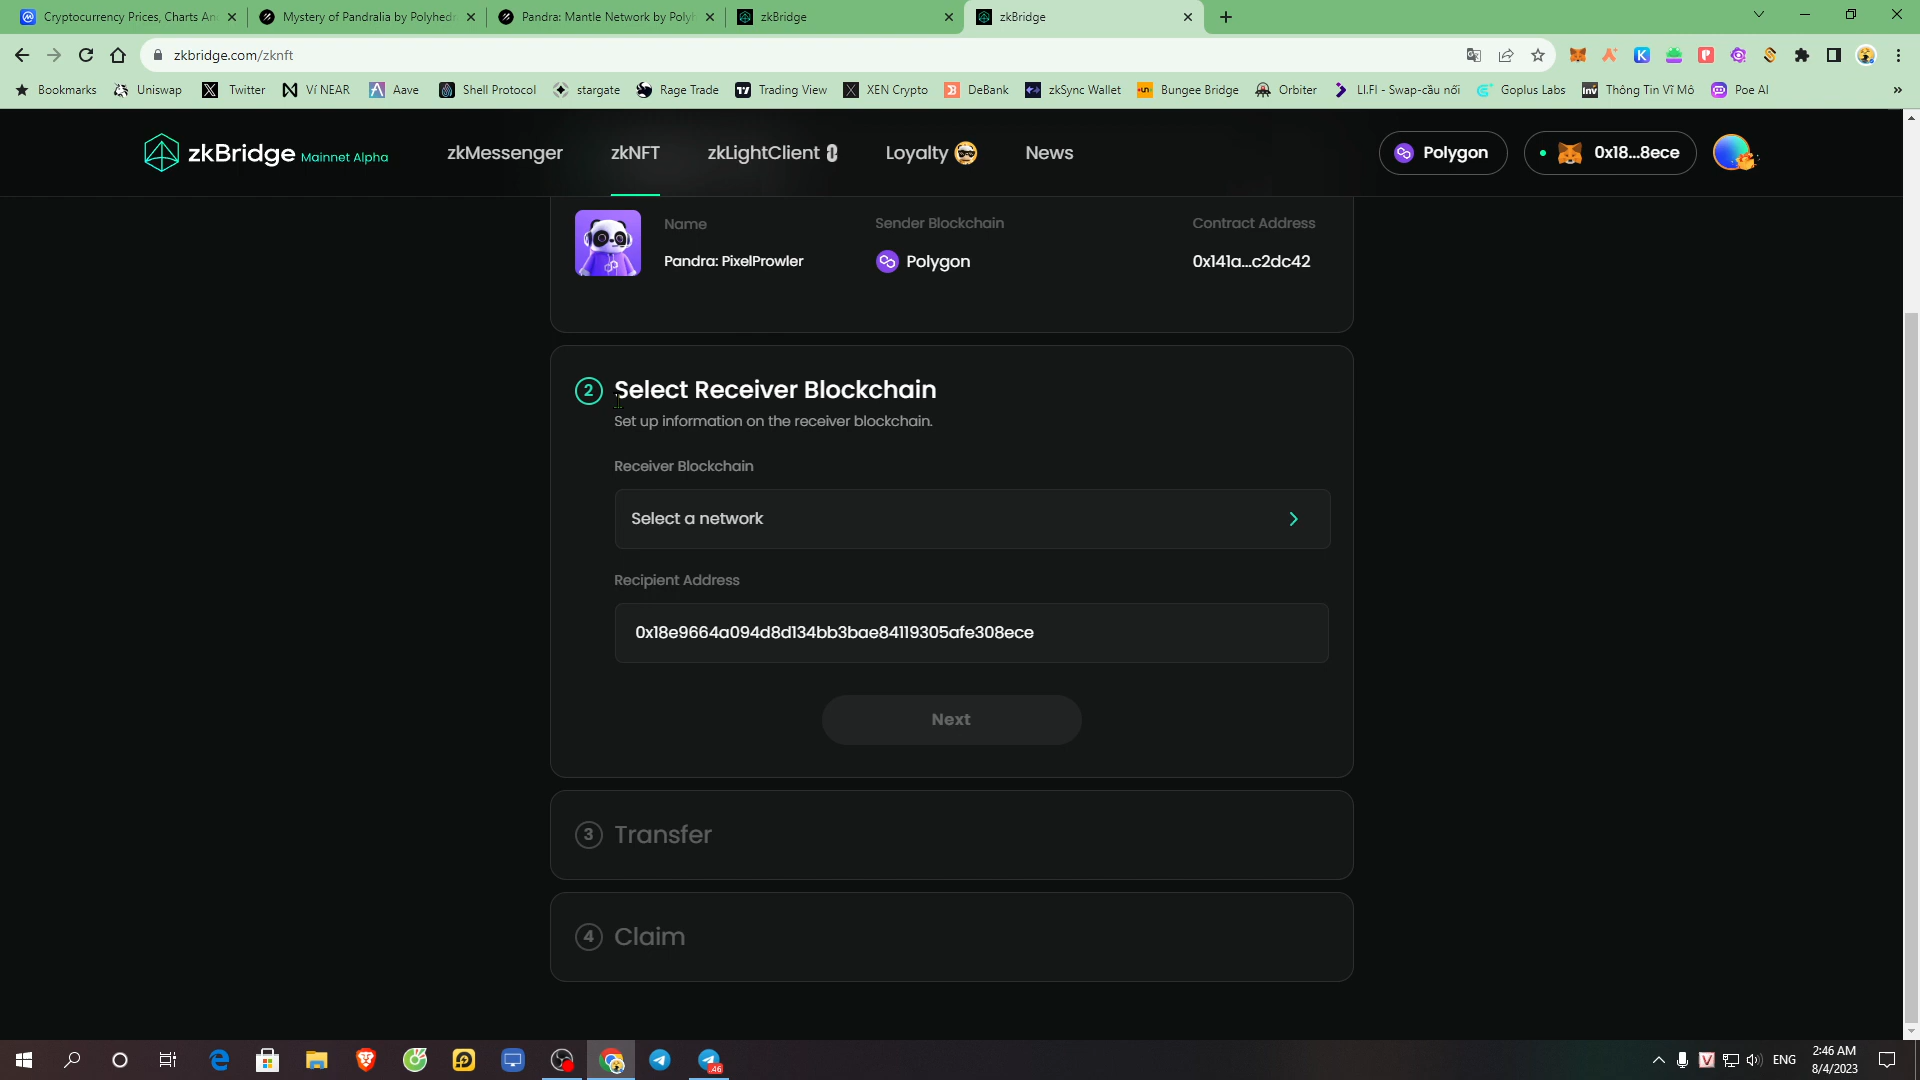 Cryptocurrency Prices, Charts An
Mystery of Pandralia by Polyhedr
Pandra: Mantle Network by Polyh
zkBridge
zkBridge
zkbridge.com/zknft
Bookmarks
Uniswap
Twitter
Ví NEAR
Aave
Shell Protocol
stargate
Rage Trade
Trading View
XEN Crypto
DeBank
zkSync Wallet
Bungee Bridge
Orbiter
LI.FI - Swap-cầu nối
Goplus Labs
Thông Tin Vĩ Mô
Poe AI
zkBridge Mainnet Alpha
zkMessenger
zkNFT
zkLightClient
Loyalty
News
Polygon
0x18...8ece
Name
Sender Blockchain
Contract Address
Pandra: PixelProwler
Polygon
0x141a...c2dc42
2 Select Receiver Blockchain
Set up information on the receiver blockchain.
Receiver Blockchain
Select a network
Recipient Address
0x18e9664a094d8d134bb3bae84119305afe308ece
Next
3 Transfer
4 Claim
46
ENG
2:46 AM
8/4/2023